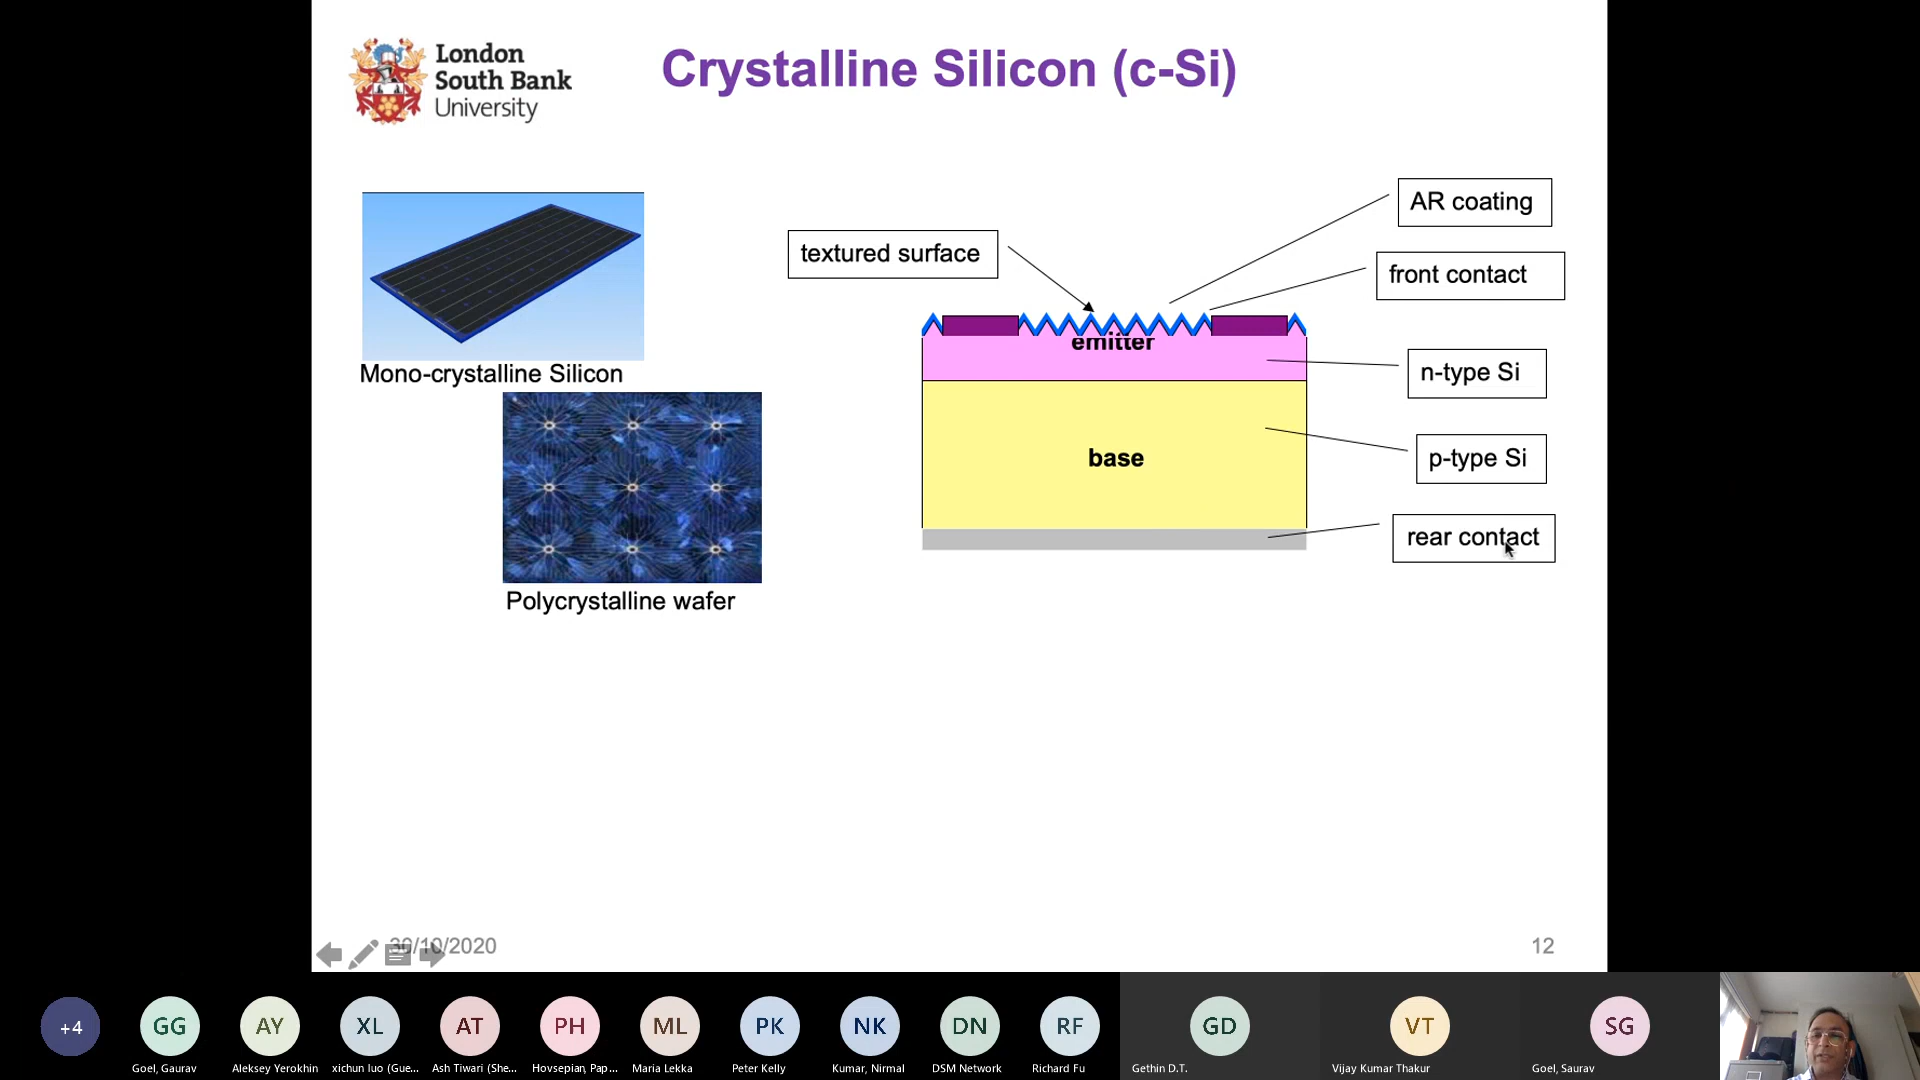 London
South Bank
University
Crystalline Silicon (c-Si)
AR coating
textured surface
front contact
emitter
n-type Si
Mono-crystalline Silicon
base
p-type Si
rear contact
Polycrystalline wafer
30/10/2020
12
+4
GG
AY
XL
AT
PH
ML
PK
NK
DN
RF
GD
VT
SG
Goel, Gaurav
Aleksey Yerokhin
xichun luo (Gue...
Ash Tiwari (She...
Hovsepian, Pap...
Maria Lekka
Peter Kelly
Kumar, Nirmal
DSM Network
Richard Fu
Gethin D.T.
Vijay Kumar Thakur
Goel, Saurav